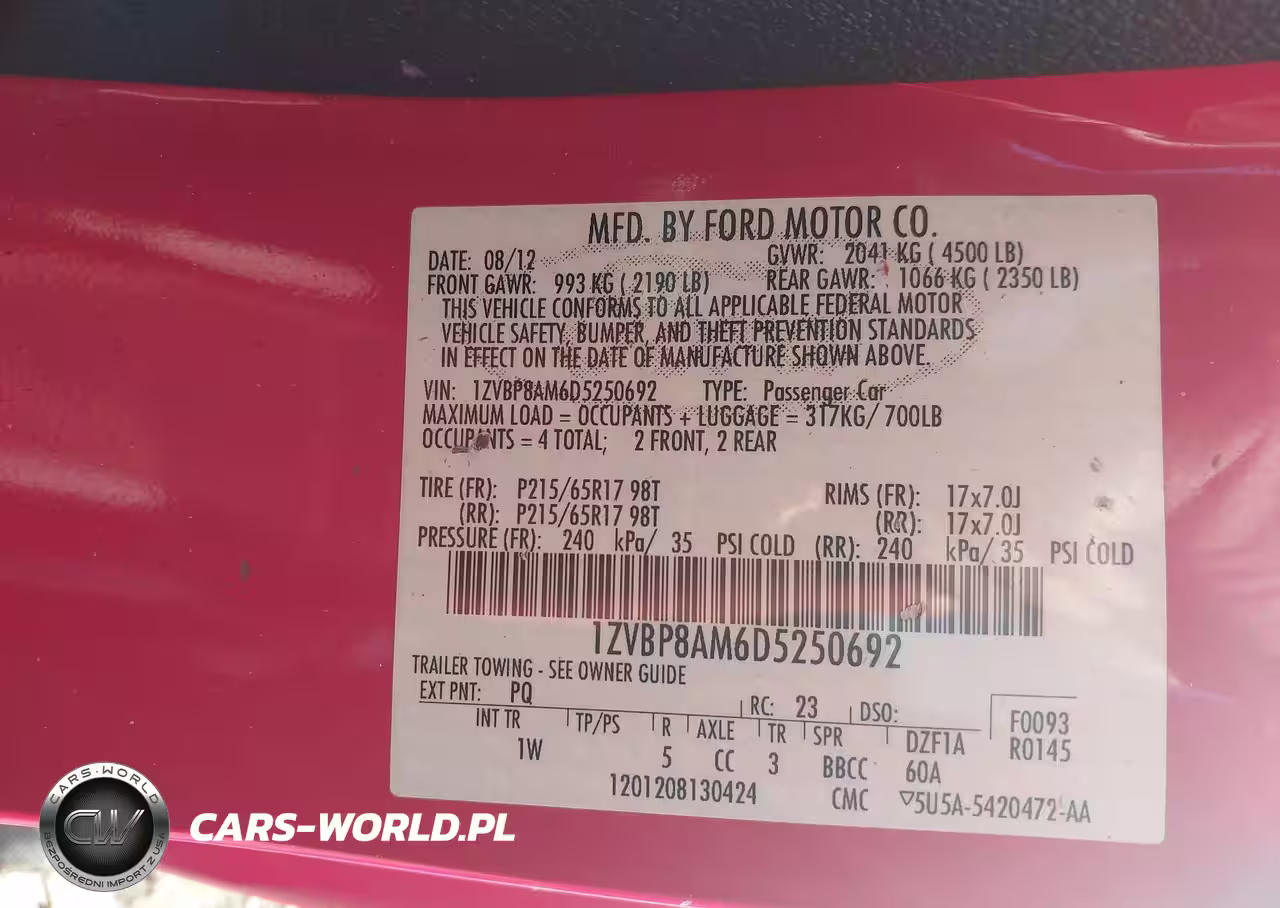 MFD. BY FORD MOTOR CO.
DATE: 08/12 GVWR: 2041 KG ( 4500 LB)
FRONT GAWR: 993 KG ( 2190 LB) REAR GAWR: 1066 KG ( 2350 LB)
THIS VEHICLE CONFORMS TO ALL APPLICABLE FEDERAL MOTOR
VEHICLE SAFETY, BUMPER, AND THEFT PREVENTION STANDARDS
IN EFFECT ON THE DATE OF MANUFACTURE SHOWN ABOVE.
VIN: 1ZVBP8AM6D5250692 TYPE: Passenger Car
MAXIMUM LOAD = OCCUPANTS + LUGGAGE = 317KG/ 700LB
OCCUPANTS = 4 TOTAL; 2 FRONT, 2 REAR
TIRE (FR): P215/65R17 98T RIMS (FR): 17x7.0J
(RR): P215/65R17 98T (RR): 17x7.0J
PRESSURE (FR): 240 kPa/ 35 PSI COLD (RR): 240 kPa/ 35 PSI COLD
1ZVBP8AM6D5250692
TRAILER TOWING - SEE OWNER GUIDE
EXT PNT: PQ RC: 23 DSO: F0093
INT TR TP/PS R AXLE TR SPR DZF1A R0145
1W 5 CC 3 BBCC 60A
1201208130424 CMC ▽5U5A-5420472-AA
CARS-WORLD
CW
BEZPOŚREDNI IMPORT Z USA
CARS-WORLD.PL